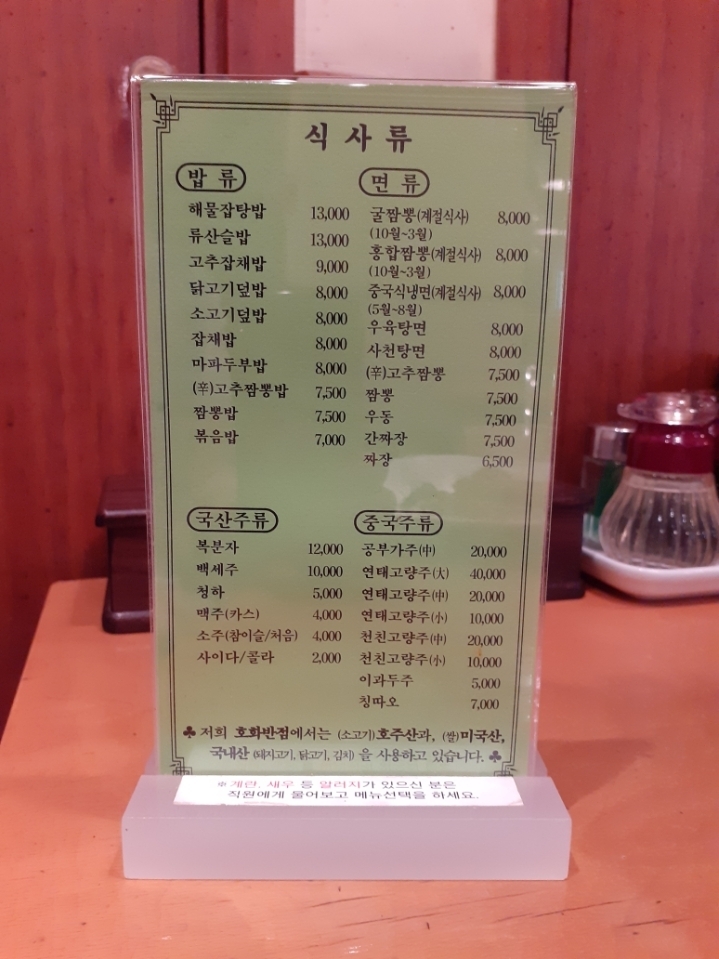 식사류
밥류
해물잡탕밥 13,000
류산슬밥 13,000
고추잡채밥 9,000
닭고기덮밥 8,000
소고기덮밥 8,000
잡채밥 8,000
마파두부밥 8,000
(辛)고추짬뽕밥 7,500
짬뽕밥 7,500
볶음밥 7,000
면류
굴짬뽕(계절식사) 8,000
(10월~3월)
홍합짬뽕(계절식사) 8,000
(10월~3월)
중국식냉면(계절식사) 8,000
(5월~8월)
우육탕면 8,000
사천탕면 8,000
(辛)고추짬뽕 7,500
짬뽕 7,500
우동 7,500
간짜장 7,500
짜장 6,500
국산주류
복분자 12,000
백세주 10,000
청하 5,000
맥주(카스) 4,000
소주(참이슬/처음) 4,000
사이다/콜라 2,000
중국주류
공부가주(中) 20,000
연태고량주(大) 40,000
연태고량주(中) 20,000
연태고량주(小) 10,000
천친고량주(中) 20,000
천친고량주(小) 10,000
이과두주 5,000
칭따오 7,000
♣ 저희 호화반점에서는 (소고기)호주산과, (쌀)미국산,
국내산 (돼지고기, 닭고기, 김치) 을 사용하고 있습니다. ♣
※계란, 새우 등 알러지가 있으신 분은
직원에게 물어보고 메뉴선택을 하세요.